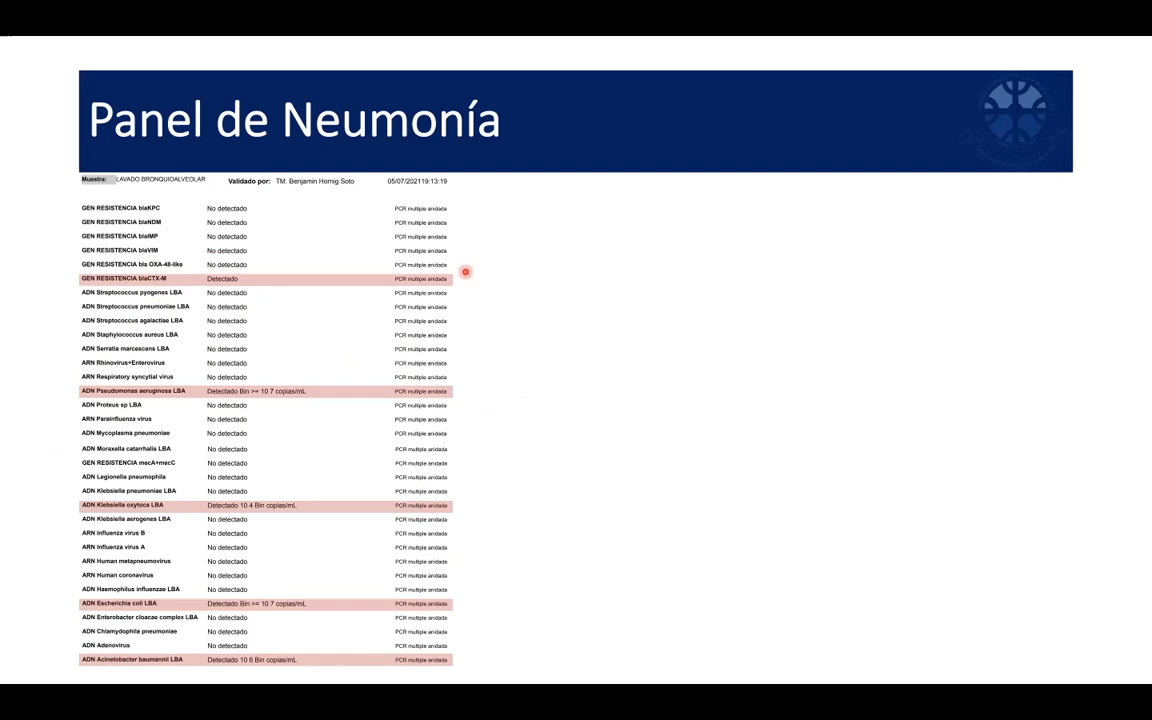 Panel de Neumonía
Muestra: LAVADO BRONQUIOALVEOLAR Validado por: TM. Benjamin Hornig Soto 05/07/202119:13:19
GEN RESISTENCIA blaKPC No detectado PCR multiple anidada
GEN RESISTENCIA blaNDM No detectado PCR multiple anidada
GEN RESISTENCIA blaIMP No detectado PCR multiple anidada
GEN RESISTENCIA blaVIM No detectado PCR multiple anidada
GEN RESISTENCIA bla OXA-48-like No detectado PCR multiple anidada
GEN RESISTENCIA blaCTX-M Detectado PCR multiple anidada
ADN Streptococcus pyogenes LBA No detectado PCR multiple anidada
ADN Streptococcus pneumoniae LBA No detectado PCR multiple anidada
ADN Streptococcus agalactiae LBA No detectado PCR multiple anidada
ADN Staphylococcus aureus LBA No detectado PCR multiple anidada
ADN Serratia marcescens LBA No detectado PCR multiple anidada
ARN Rhinovirus+Enterovirus No detectado PCR multiple anidada
ARN Respiratory syncytial virus No detectado PCR multiple anidada
ADN Pseudomonas aeruginosa LBA Detectado Bin >= 10 7 copias/mL PCR multiple anidada
ADN Proteus sp LBA No detectado PCR multiple anidada
ARN Parainfluenza virus No detectado PCR multiple anidada
ADN Mycoplasma pneumoniae No detectado PCR multiple anidada
ADN Moraxella catarrhalis LBA No detectado PCR multiple anidada
GEN RESISTENCIA mecA+mecC No detectado PCR multiple anidada
ADN Legionella pneumophila No detectado PCR multiple anidada
ADN Klebsiella pneumoniae LBA No detectado PCR multiple anidada
ADN Klebsiella oxytoca LBA Detectado 10 4 Bin copias/mL PCR multiple anidada
ADN Klebsiella aerogenes LBA No detectado PCR multiple anidada
ARN Influenza virus B No detectado PCR multiple anidada
ARN Influenza virus A No detectado PCR multiple anidada
ARN Human metapneumovirus No detectado PCR multiple anidada
ARN Human coronavirus No detectado PCR multiple anidada
ADN Haemophilus influenzae LBA No detectado PCR multiple anidada
ADN Escherichia coli LBA Detectado Bin >= 10 7 copias/mL PCR multiple anidada
ADN Enterobacter cloacae complex LBA No detectado PCR multiple anidada
ADN Chlamydophila pneumoniae No detectado PCR multiple anidada
ADN Adenovirus No detectado PCR multiple anidada
ADN Acinetobacter baumannii LBA Detectado 10 6 Bin copias/mL PCR multiple anidada